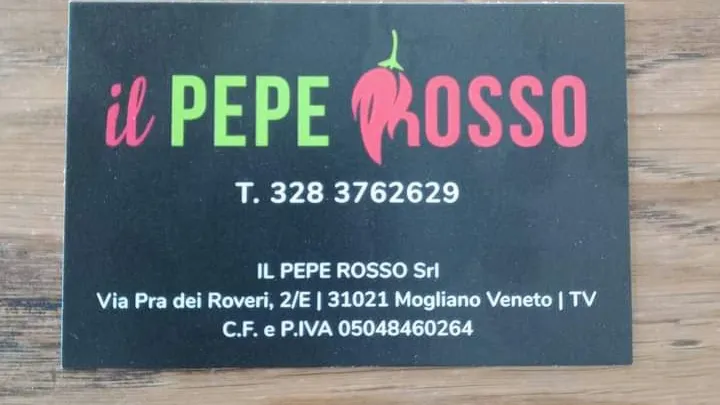 il PEPE ROSSO
T. 328 3762629
IL PEPE ROSSO Srl
Via Pra dei Roveri, 2/E | 31021 Mogliano Veneto | TV
C.F. e P.IVA 05048460264